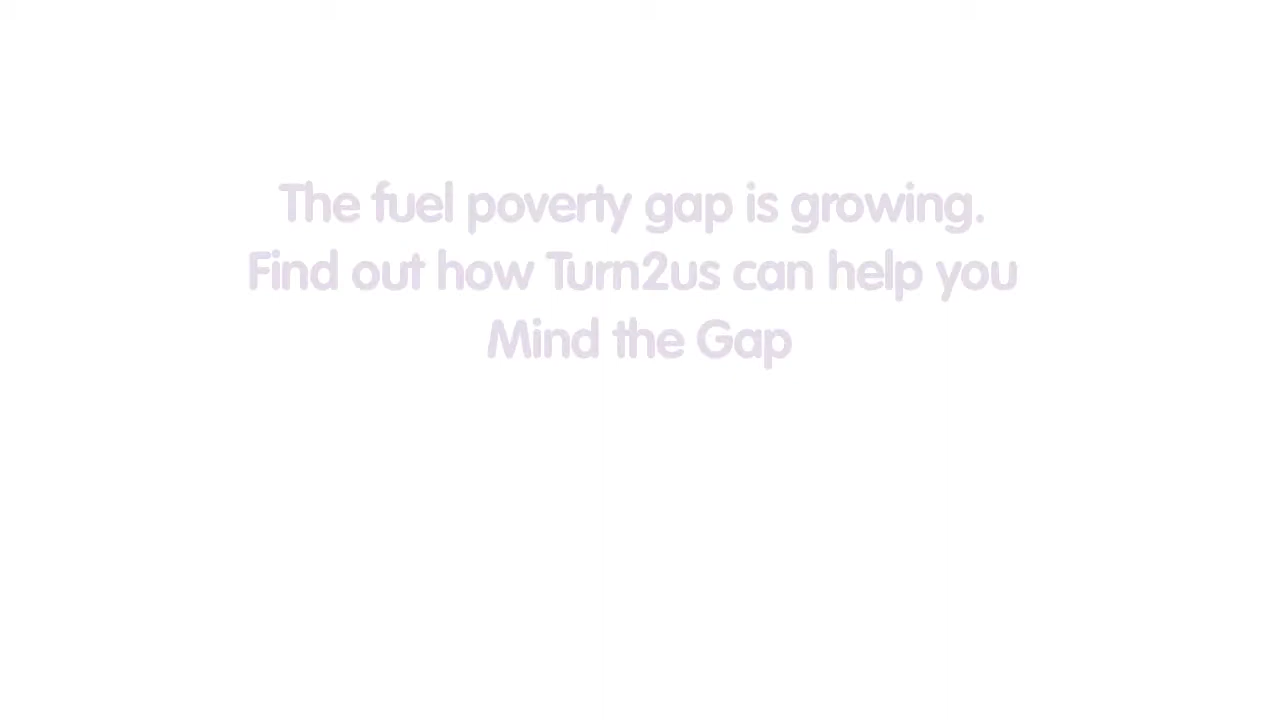 The fuel poverty gap is growing.
Find out how Turn2us can help you
Mind the Gap